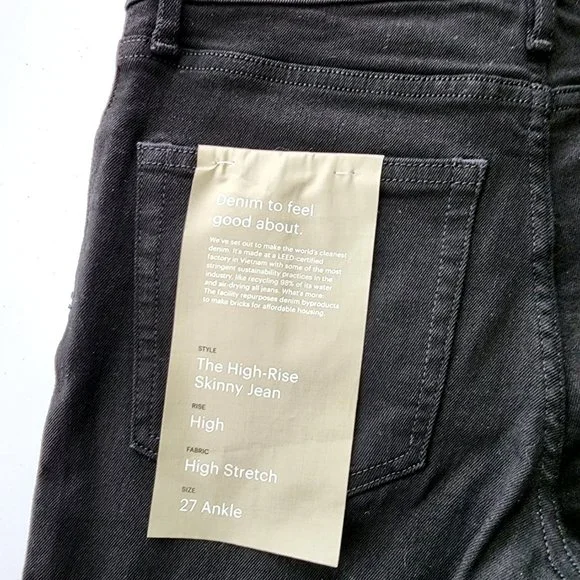 Denim to feel
good about.
We've set out to make the world's cleanest
denim. It's made at a LEED-certified
factory in Vietnam with some of the most
stringent sustainability practices in the
industry, like recycling 98% of its water
and air-drying all jeans. What's more:
The facility repurposes denim byproducts
to make bricks for affordable housing.
STYLE
The High-Rise
Skinny Jean
RISE
High
FABRIC
High Stretch
SIZE
27 Ankle